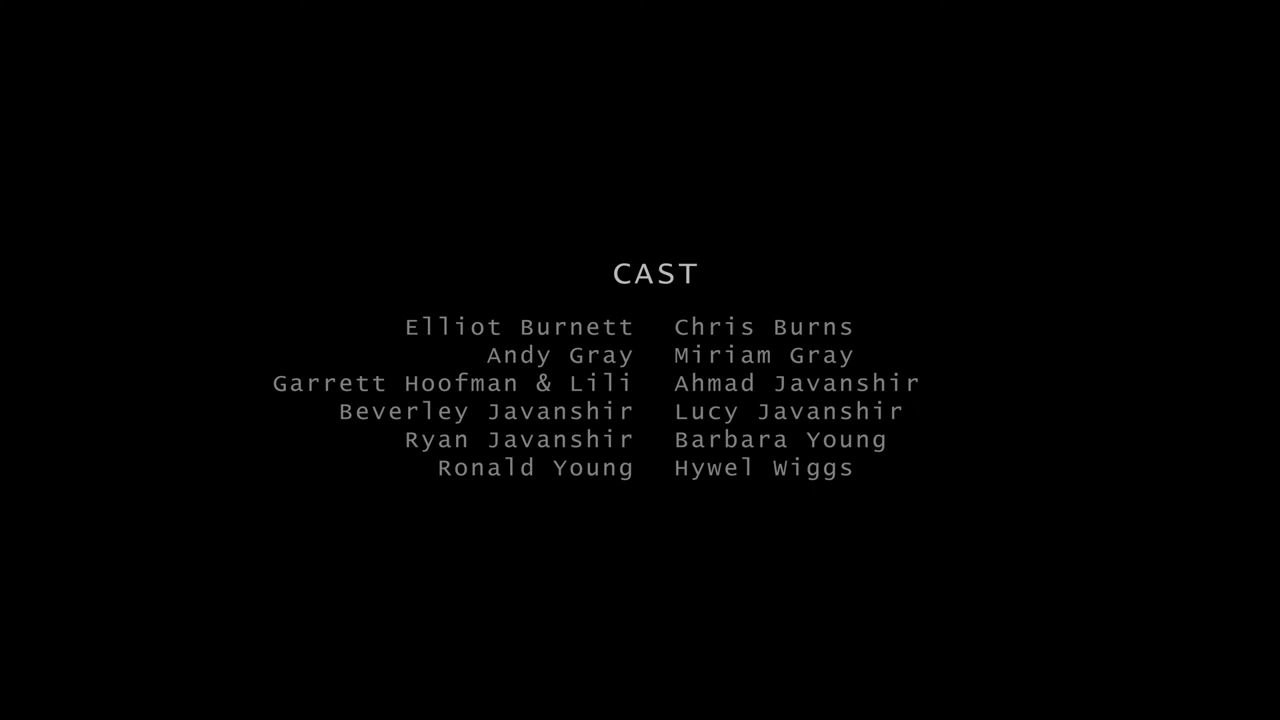 CAST
Elliot Burnett Chris Burns
Andy Gray Miriam Gray
Garrett Hoofman & Lili Ahmad Javanshir
Beverley Javanshir Lucy Javanshir
Ryan Javanshir Barbara Young
Ronald Young Hywel Wiggs